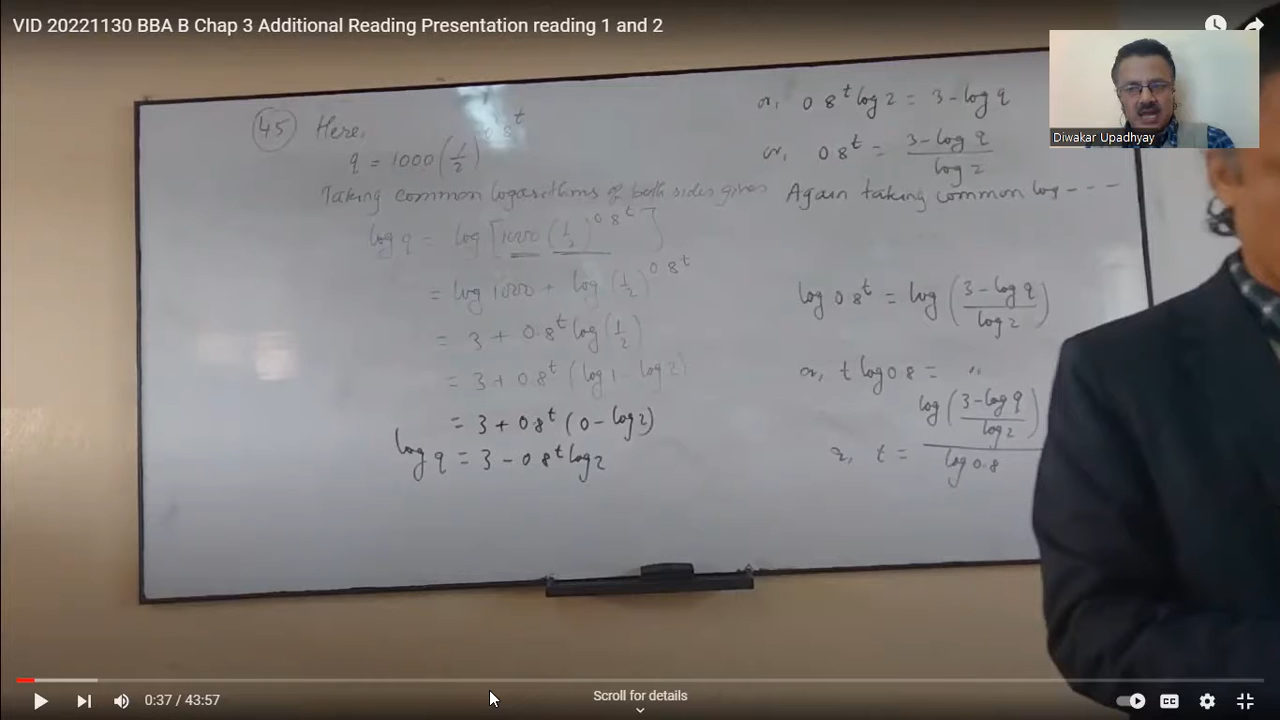 VID 20221130 BBA B Chap 3 Additional Reading Presentation reading 1 and 2
Diwakar Upadhyay
45 Here,
q = 1000 (1/2)^0.8^t
Taking common logarithms of both sides gives
log q = log [1000 (1/2)^0.8^t]
= log 1000 + log (1/2)^0.8^t
= 3 + 0.8^t log (1/2)
= 3 + 0.8^t (log 1 - log 2)
= 3 + 0.8^t (0 - log 2)
log q = 3 - 0.8^t log 2
or, 0.8^t log 2 = 3 - log q
or, 0.8^t = (3 - log q)/(log 2)
Again taking common log - - -
log 0.8^t = log ((3 - log q)/(log 2))
or, t log 0.8 = "
or, t = log ((3 - log q)/(log 2))/(log 0.8)
0:37 / 43:57
Scroll for details
CC